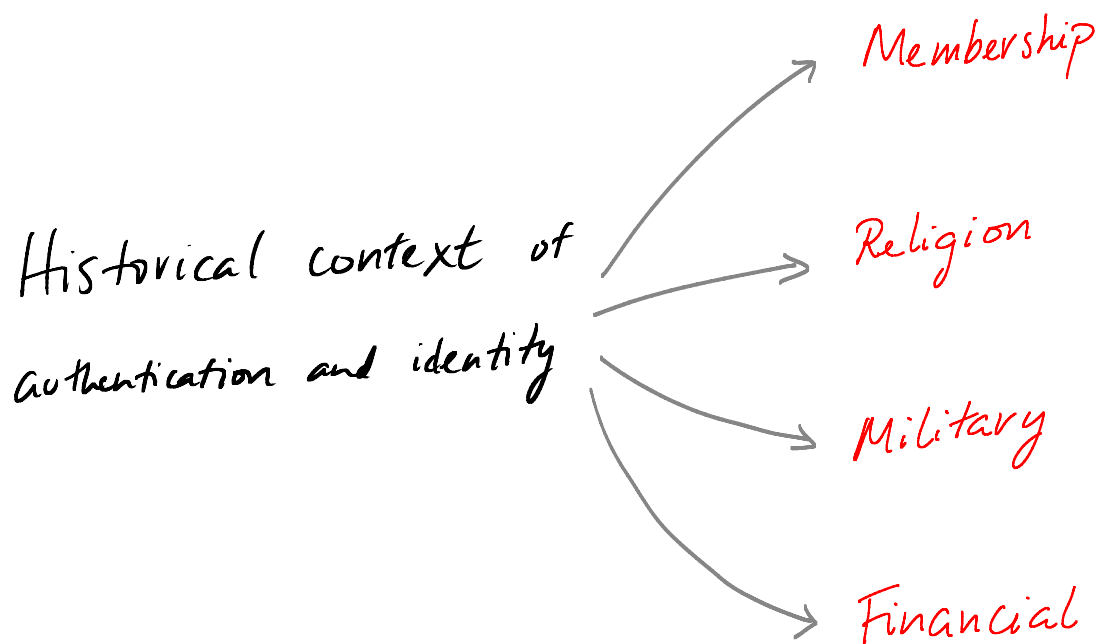 Historical context of
authentication and identity
Membership
Religion
Military
Financial